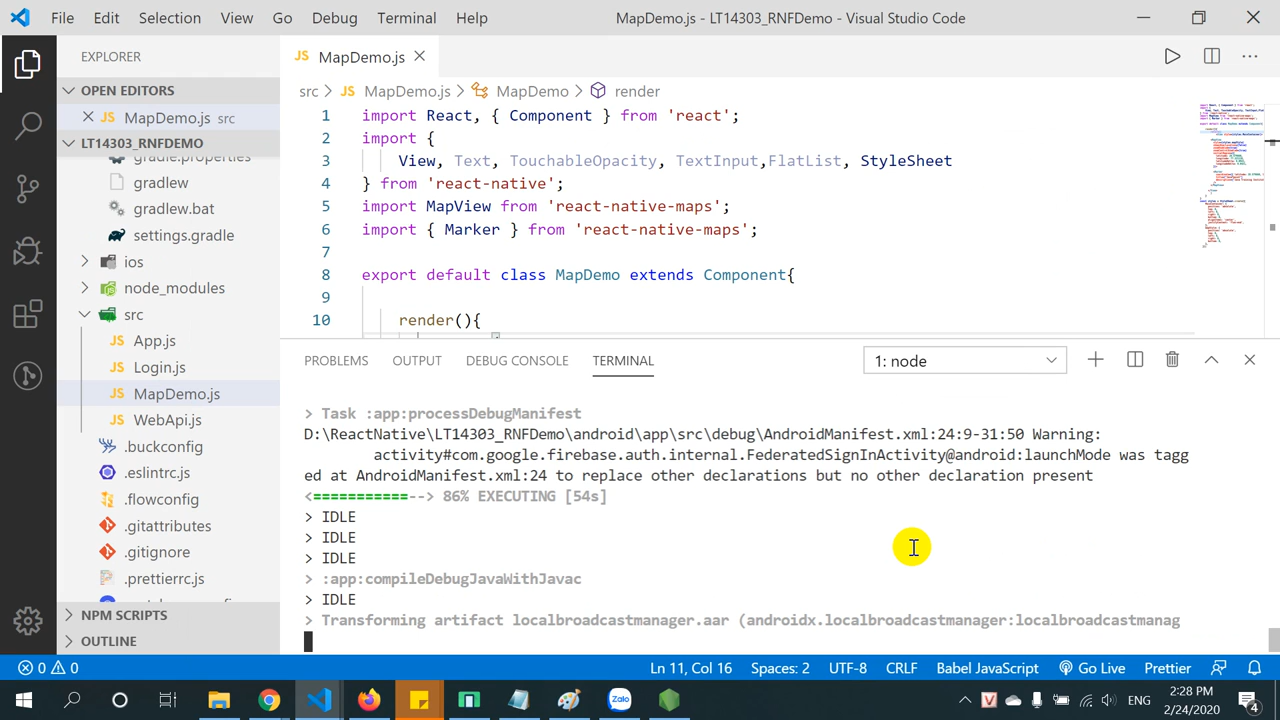 File Edit Selection View Go Debug Terminal Help MapDemo.js - LT14303_RNFDemo - Visual Studio Code
EXPLORER
OPEN EDITORS
MapDemo.js src
LT14303_RNFDEMO
gradle.properties
gradlew
gradlew.bat
settings.gradle
ios
node_modules
src
App.js
Login.js
MapDemo.js
WebApi.js
.buckconfig
.eslintrc.js
.flowconfig
.gitattributes
.gitignore
.prettierrc.js
NPM SCRIPTS
OUTLINE
JS MapDemo.js
src > JS MapDemo.js > MapDemo > render
1 import React, { Component } from 'react';
2 import {
3 View, Text, TouchableOpacity, TextInput,FlatList, StyleSheet
4 } from 'react-native';
5 import MapView from 'react-native-maps';
6 import { Marker } from 'react-native-maps';
7
8 export default class MapDemo extends Component{
9
10 render(){
PROBLEMS OUTPUT DEBUG CONSOLE TERMINAL 1: node
> Task :app:processDebugManifest
D:\ReactNative\LT14303_RNFDemo\android\app\src\debug\AndroidManifest.xml:24:9-31:50 Warning:
activity#com.google.firebase.auth.internal.FederatedSignInActivity@android:launchMode was tagg
ed at AndroidManifest.xml:24 to replace other declarations but no other declaration present
<===========--> 86% EXECUTING [54s]
> IDLE
> IDLE
> IDLE
> :app:compileDebugJavaWithJavac
> IDLE
> Transforming artifact localbroadcastmanager.aar (androidx.localbroadcastmanager:localbroadcastmanag
0 0 Ln 11, Col 16 Spaces: 2 UTF-8 CRLF Babel JavaScript Go Live Prettier
Zalo ENG 2:28 PM
2/24/2020 4